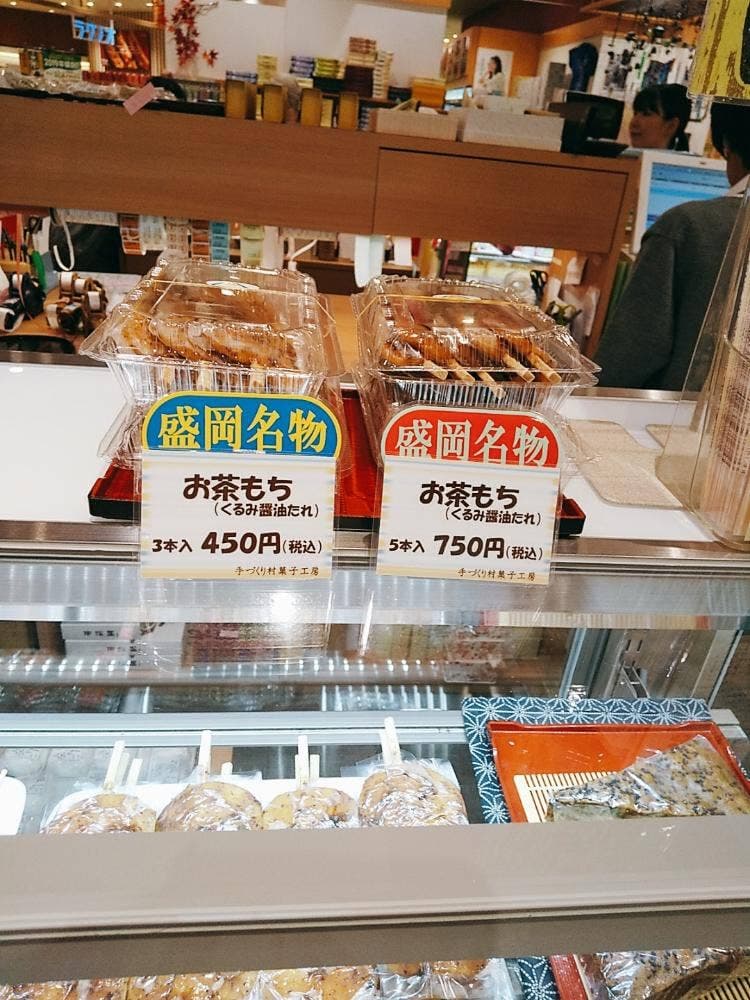 盛岡名物
お茶もち
(くるみ醤油たれ)
3本入 450円(税込)
手づくり村菓子工房
盛岡名物
お茶もち
(くるみ醤油たれ)
5本入 750円(税込)
手づくり村菓子工房